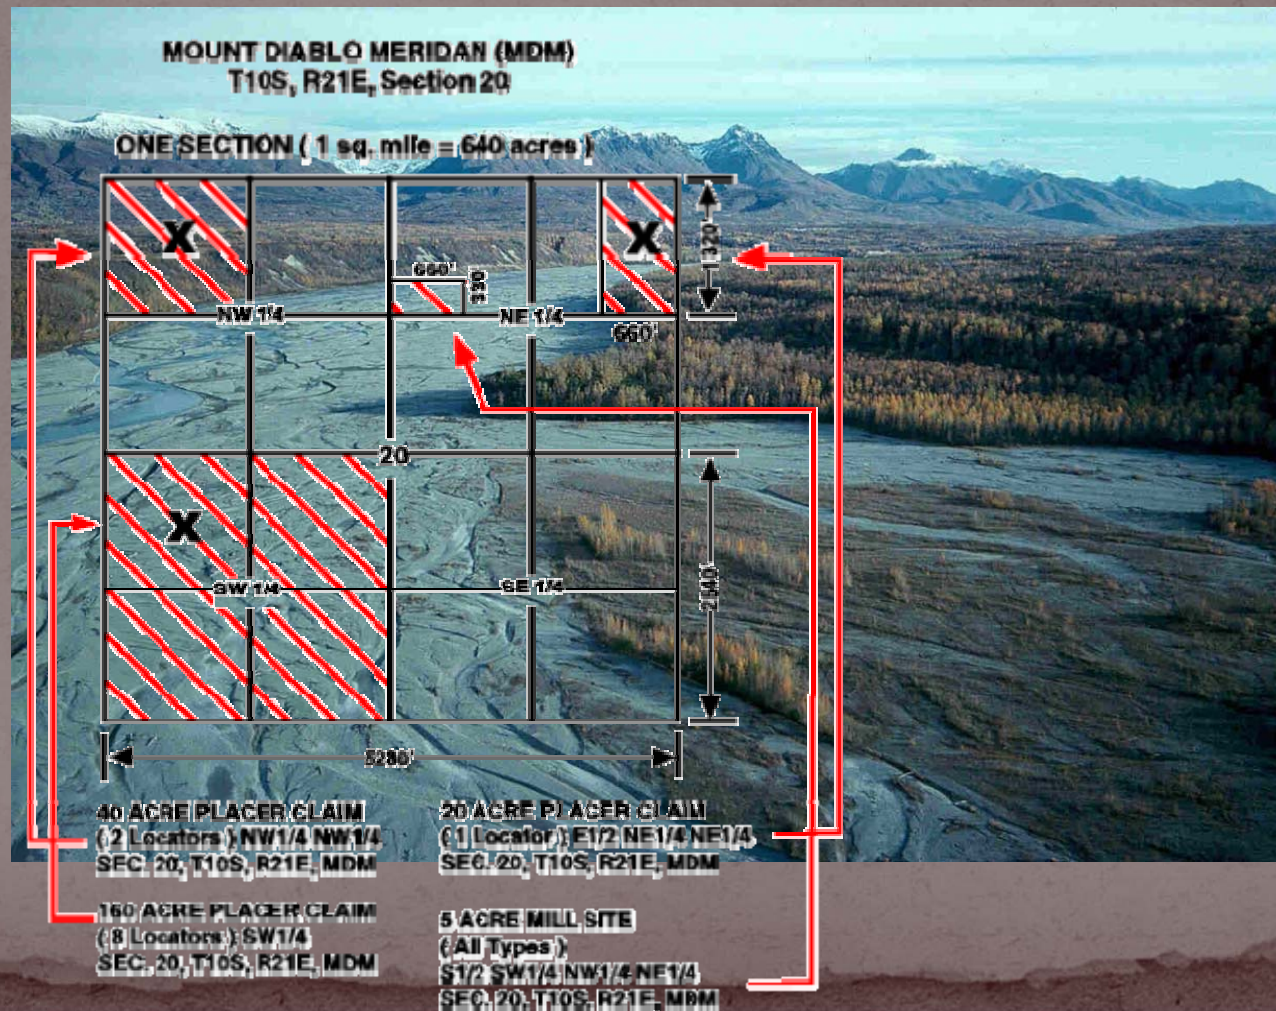 MOUNT DIABLO MERIDAN (MDM)
T10S, R21E, Section 20
ONE SECTION ( 1 sq. mile = 640 acres )
X
X
1320'
660'
330'
NW 1/4
NE 1/4
660'
20
X
SW 1/4
SE 1/4
2640'
5280'
40 ACRE PLACER CLAIM
( 2 Locators ) NW1/4 NW1/4
SEC. 20, T10S, R21E, MDM
160 ACRE PLACER CLAIM
( 8 Locators ) SW1/4
SEC. 20, T10S, R21E, MDM
20 ACRE PLACER CLAIM
( 1 Locator ) E1/2 NE1/4 NE1/4,
SEC. 20, T10S, R21E, MDM
5 ACRE MILL SITE
( All Types )
S1/2 SW1/4 NW1/4 NE1/4
SEC. 20, T10S, R21E, MDM